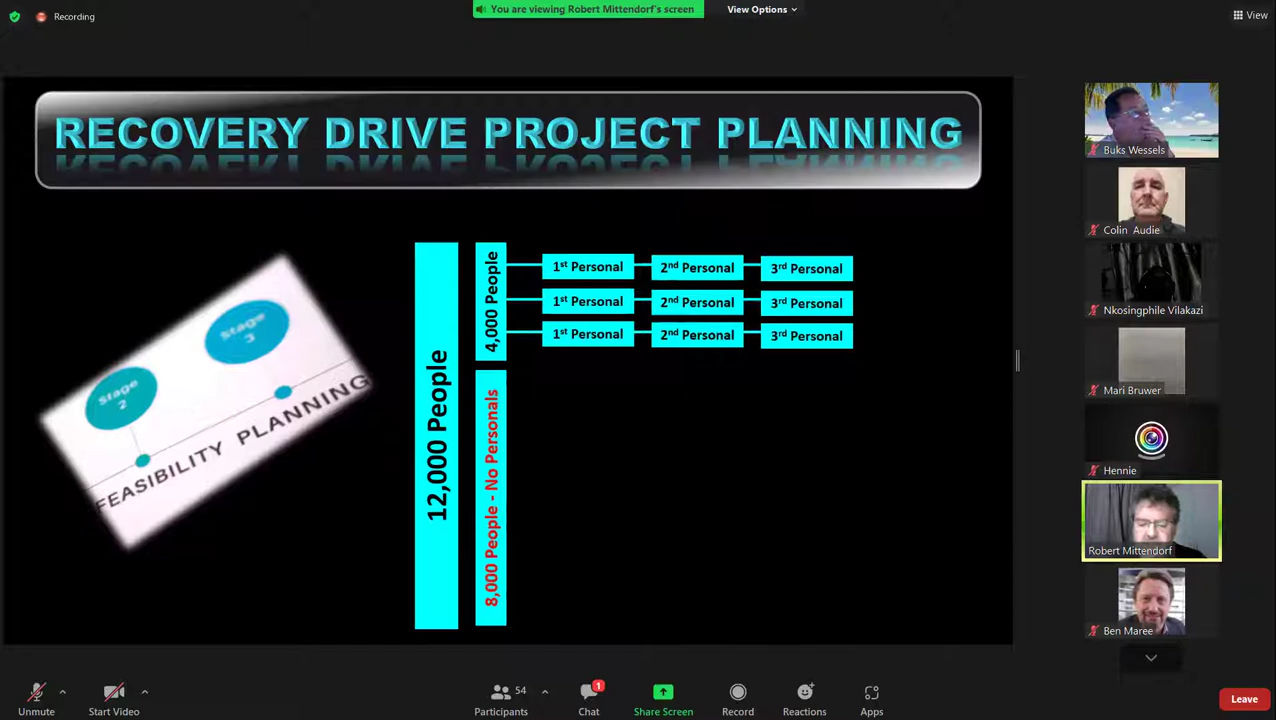 Recording
You are viewing Robert Mittendorf's screen
View Options
View
RECOVERY DRIVE PROJECT PLANNING
Stage 2
Stage 3
FEASIBILITY PLANNING
12,000 People
4,000 People
8,000 People - No Personals
1st Personal 2nd Personal 3rd Personal
1st Personal 2nd Personal 3rd Personal
1st Personal 2nd Personal 3rd Personal
Buks Wessels
Colin Audie
Nkosingphile Vilakazi
Mari Bruwer
Hennie
Robert Mittendorf
Ben Maree
Unmute
Start Video
54
Participants
1
Chat
Share Screen
Record
Reactions
Apps
Leave